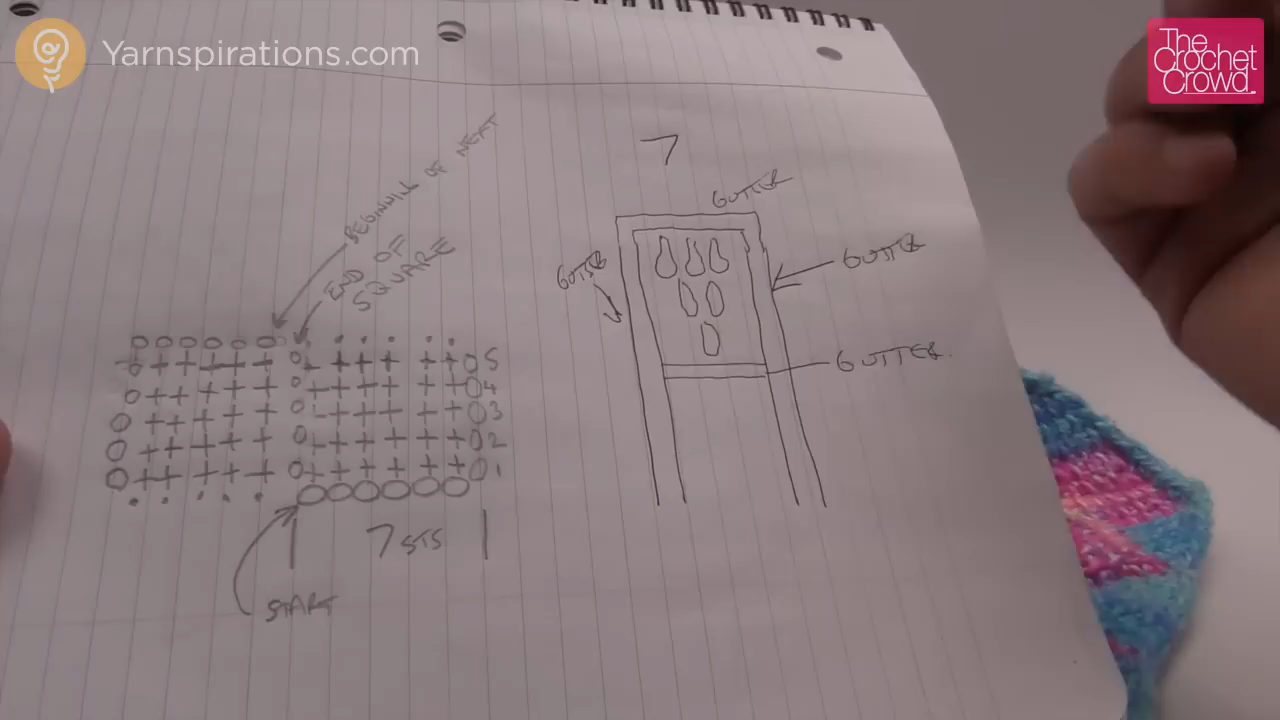 Yarnspirations.com
The
Crochet
Crowd
BEGINNING OF NEXT
END OF
SQUARE
5
4
3
2
1
7 STS
START
7
GUTTER
GUTTER
GUTTER
GUTTER